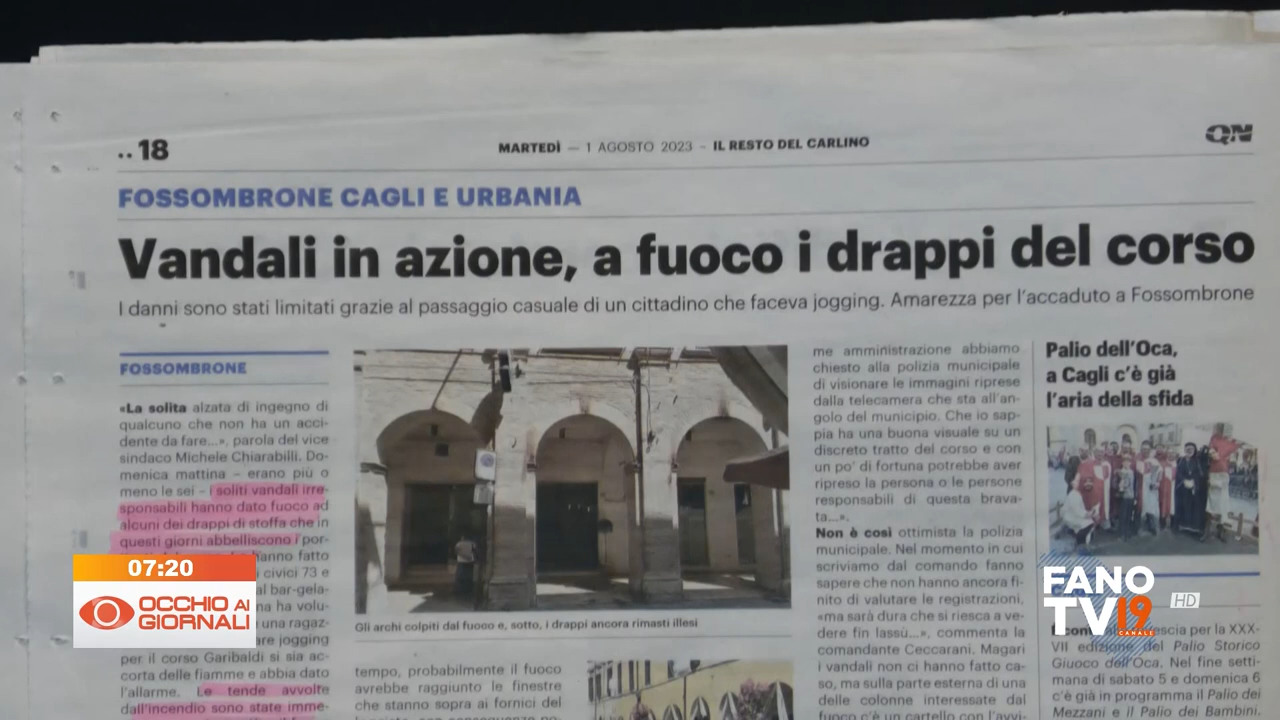 .. 18
MARTEDÌ — 1 AGOSTO 2023 – IL RESTO DEL CARLINO
QN
FOSSOMBRONE CAGLI E URBANIA
Vandali in azione, a fuoco i drappi del corso
I danni sono stati limitati grazie al passaggio casuale di un cittadino che faceva jogging. Amarezza per l'accaduto a Fossombrone
FOSSOMBRONE
«La solita alzata di ingegno di
qualcuno che non ha un acci-
dente da fare...», parola del vice
sindaco Michele Chiarabilli. Do-
menica mattina – erano più o
meno le sei – i soliti vandali irre-
sponsabili hanno dato fuoco ad
alcuni dei drappi di stoffa che in
questi giorni abbelliscono i por-
hanno fatto
civici 73 e
al bar-gela-
na ha volu-
una ragaz-
are jogging
per il corso Garibaldi si sia ac-
corta delle fiamme e abbia dato
l'allarme. Le tende avvolte
dall'incendio sono state imme-
Gli archi colpiti dal fuoco e, sotto, i drappi ancora rimasti illesi
tempo, probabilmente il fuoco
avrebbe raggiunto le finestre
che stanno sopra ai fornici del
me amministrazione abbiamo
chiesto alla polizia municipale
di visionare le immagini riprese
dalla telecamera che sta all'an-
golo del municipio. Che io sap-
pia ha una buona visuale su un
discreto tratto del corso e con
un po' di fortuna potrebbe aver
ripreso la persona o le persone
responsabili di questa brava-
ta...».
Non è così ottimista la polizia
municipale. Nel momento in cui
scriviamo dal comando fanno
sapere che non hanno ancora fi-
nito di valutare le registrazioni,
«ma sarà dura che si riesca a ve-
dere fin lassù...», commenta la
comandante Ceccarani. Magari
i vandali non ci hanno fatto ca-
so, ma sulla parte esterna di una
delle colonne interessate dal
fuoco c'è un cartello con l'avvi-
Palio dell'Oca,
a Cagli c'è già
l'aria della sfida
cresce­scia per la XXX-
VII edizione del Palio Storico
Giuoco dell'Oca. Nel fine setti-
mana di sabato 5 e domenica 6
c'è già in programma il Palio dei
Mezzani e il Palio dei Bambini.
07:20
OCCHIO AI
GIORNALI
FANO
TV 19
CANALE
HD